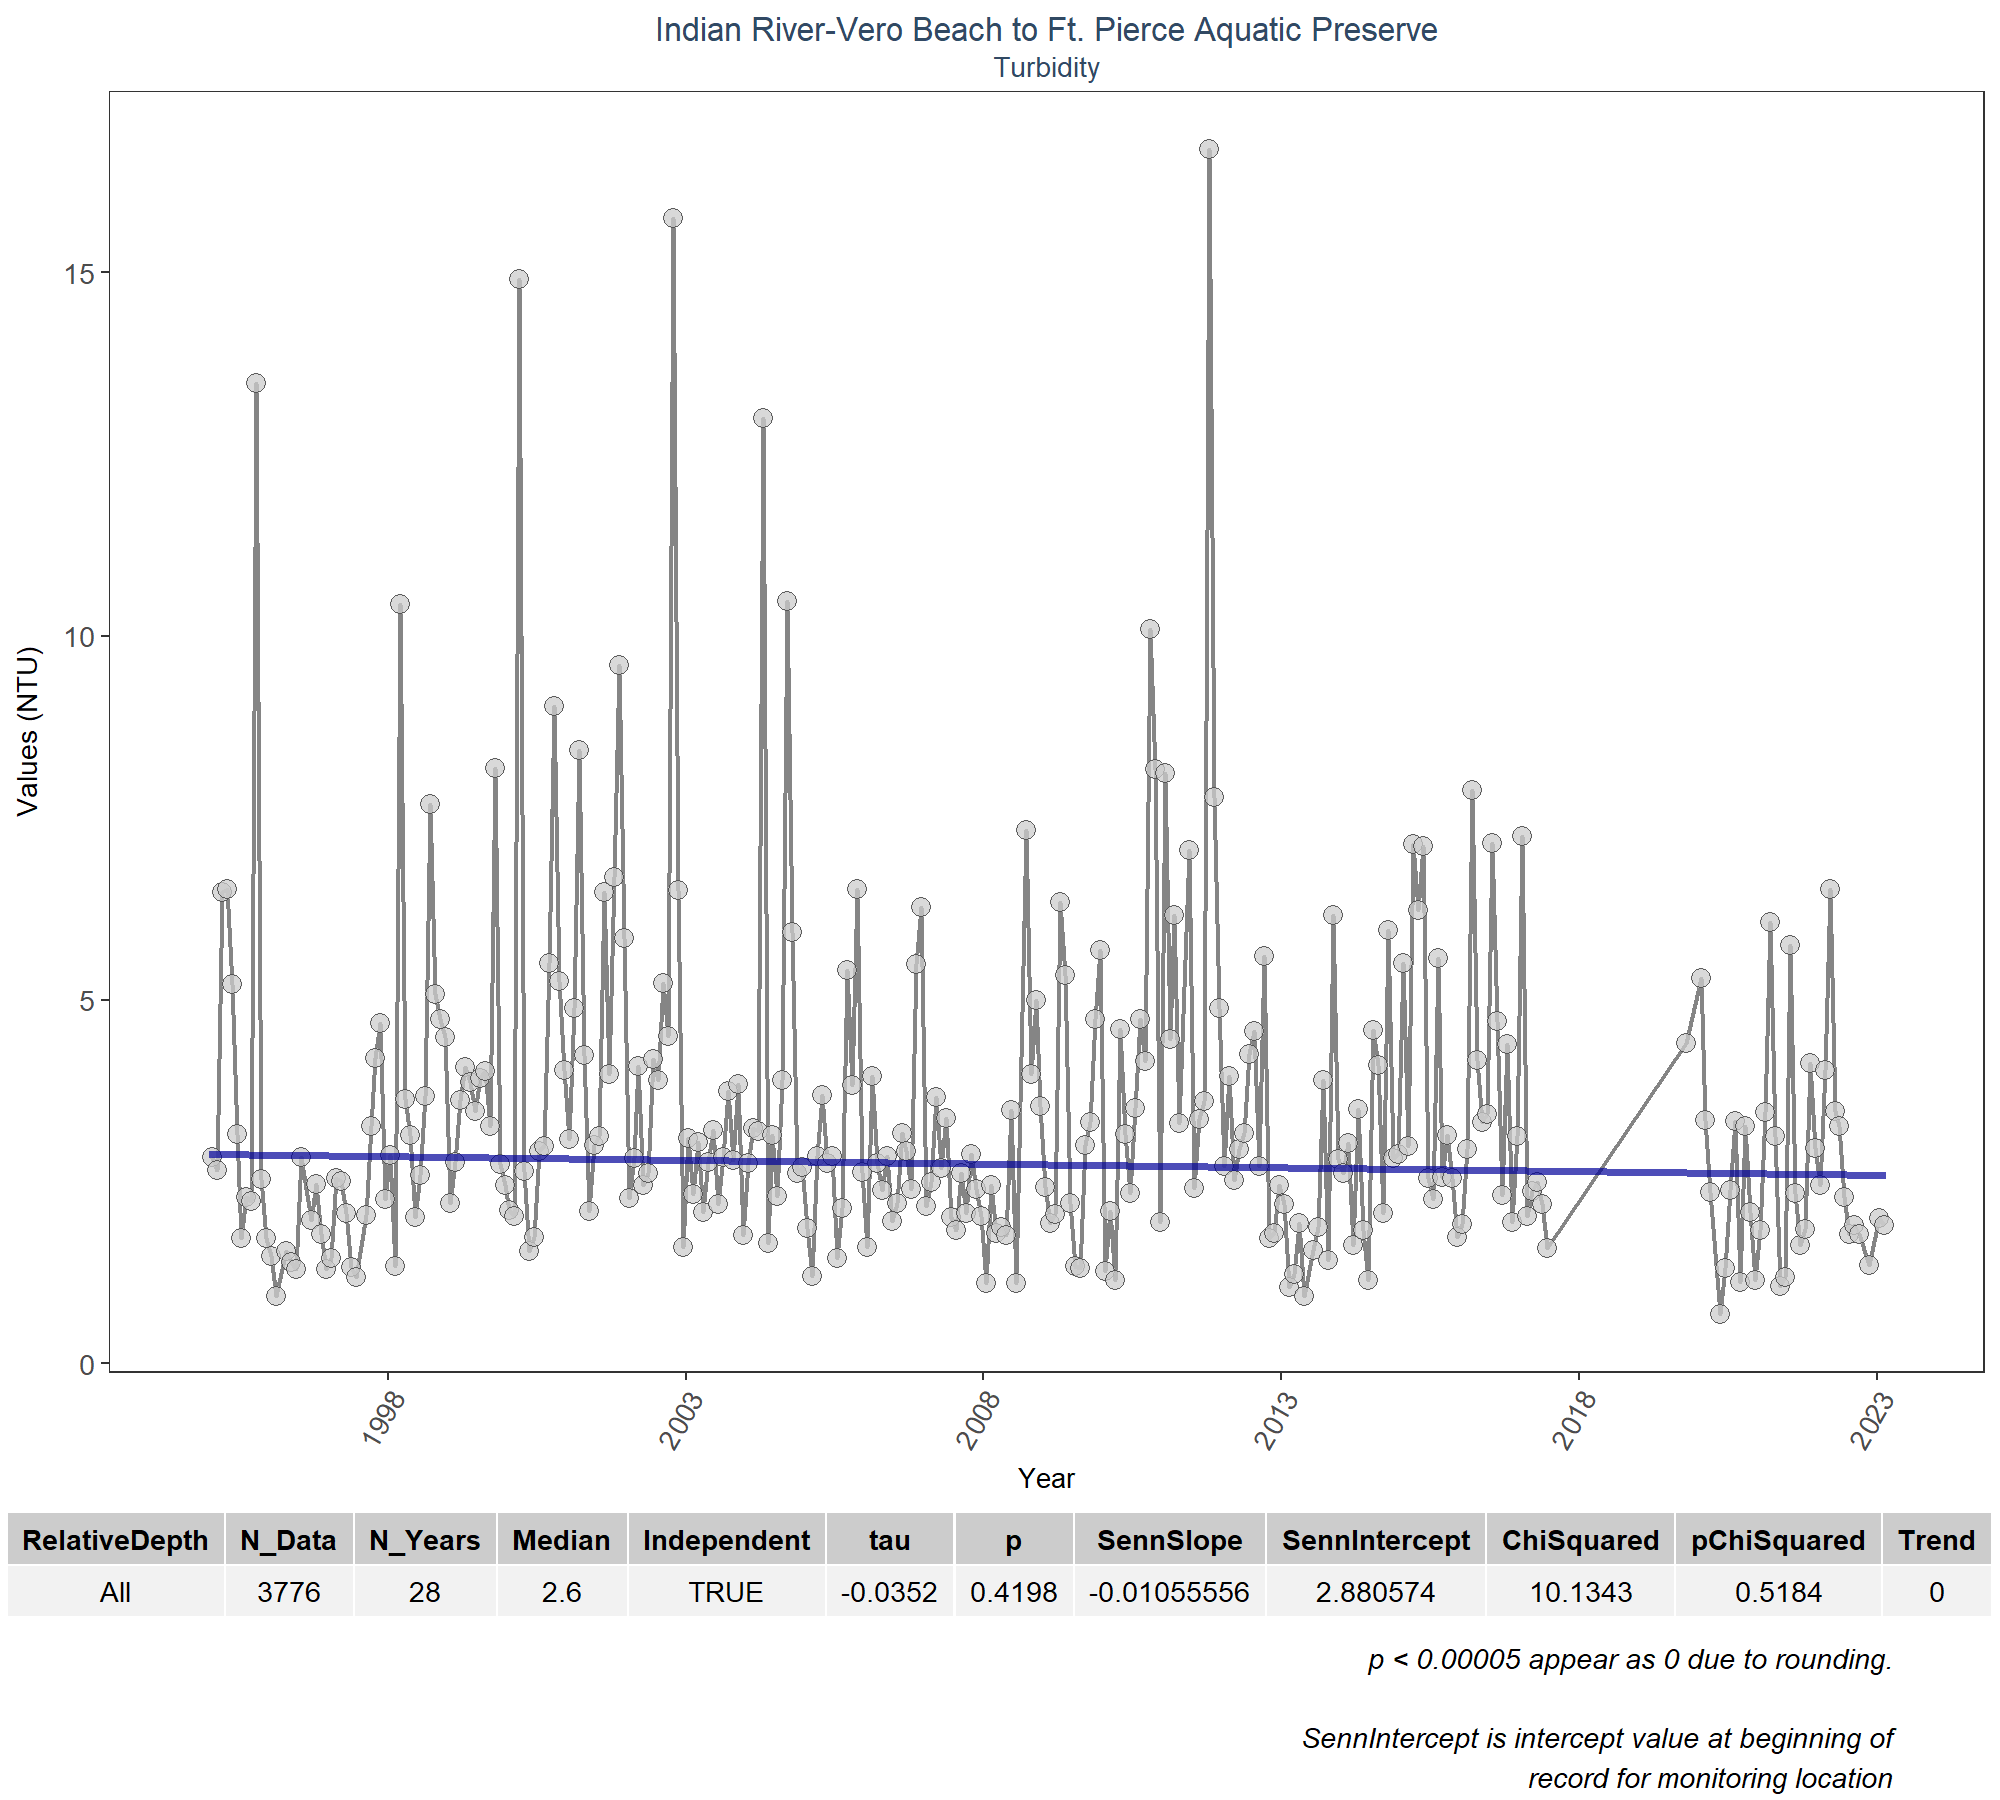 Indian River-Vero Beach to Ft. Pierce Aquatic Preserve
Turbidity
Values (NTU)
15
10
5
0
1998
2003
2008
2013
2018
2023
Year
RelativeDepth N_Data N_Years Median Independent tau p SennSlope SennIntercept ChiSquared pChiSquared Trend
All 3776 28 2.6 TRUE -0.0352 0.4198 -0.01055556 2.880574 10.1343 0.5184 0
p < 0.00005 appear as 0 due to rounding.
SennIntercept is intercept value at beginning of
record for monitoring location